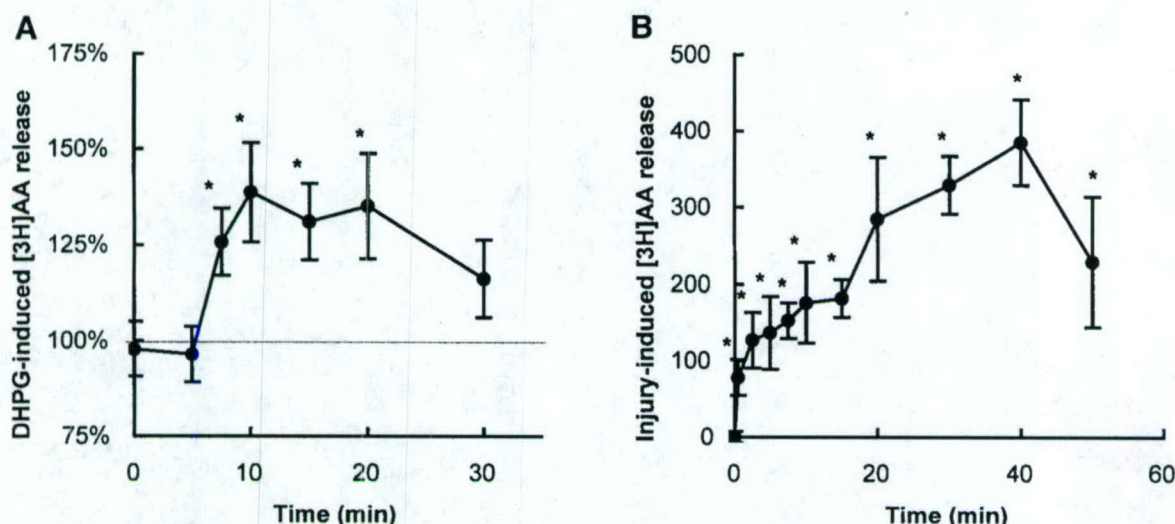 A
DHPG-induced [3H]AA release
175%
150%
125%
100%
75%
* * * *
0 10 20 30
Time (min)
B
Injury-induced [3H]AA release
500
400
300
200
100
0
* * * * * * * * * *
0 20 40 60
Time (min)